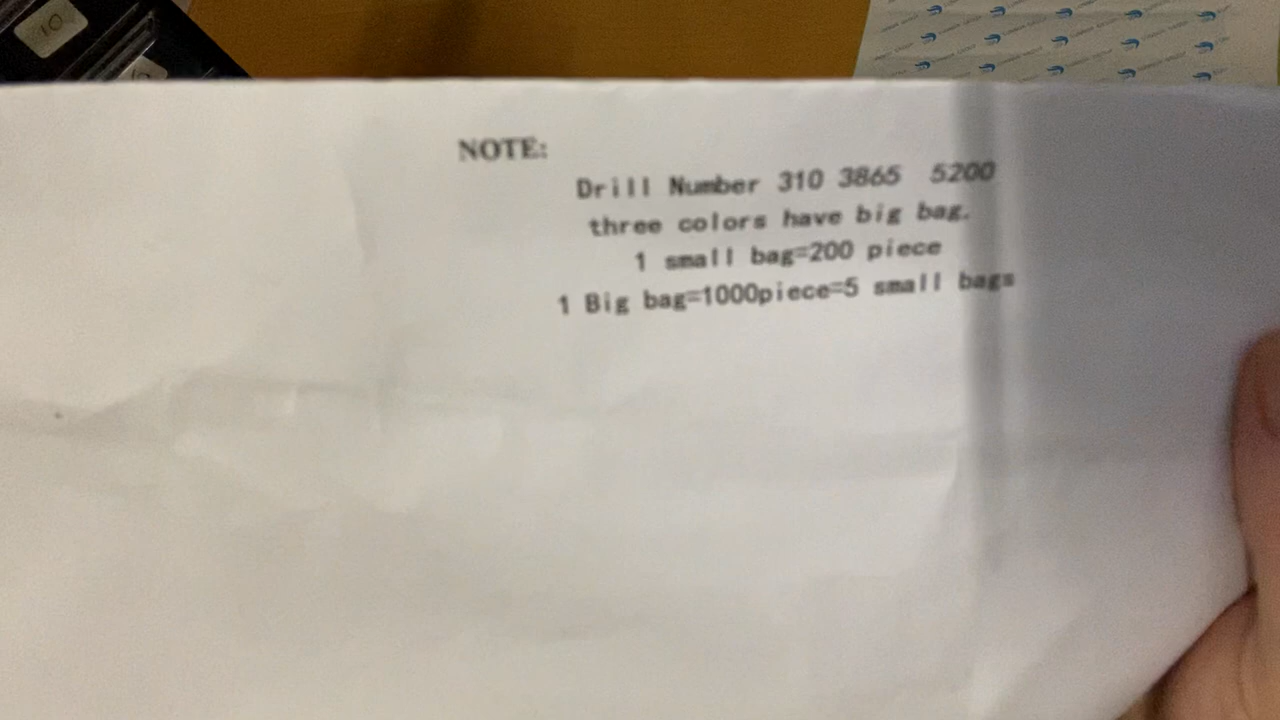 10
NOTE:
Drill Number 310 3865 5200
three colors have big bag.
1 small bag=200 piece
1 Big bag=1000piece=5 small bags